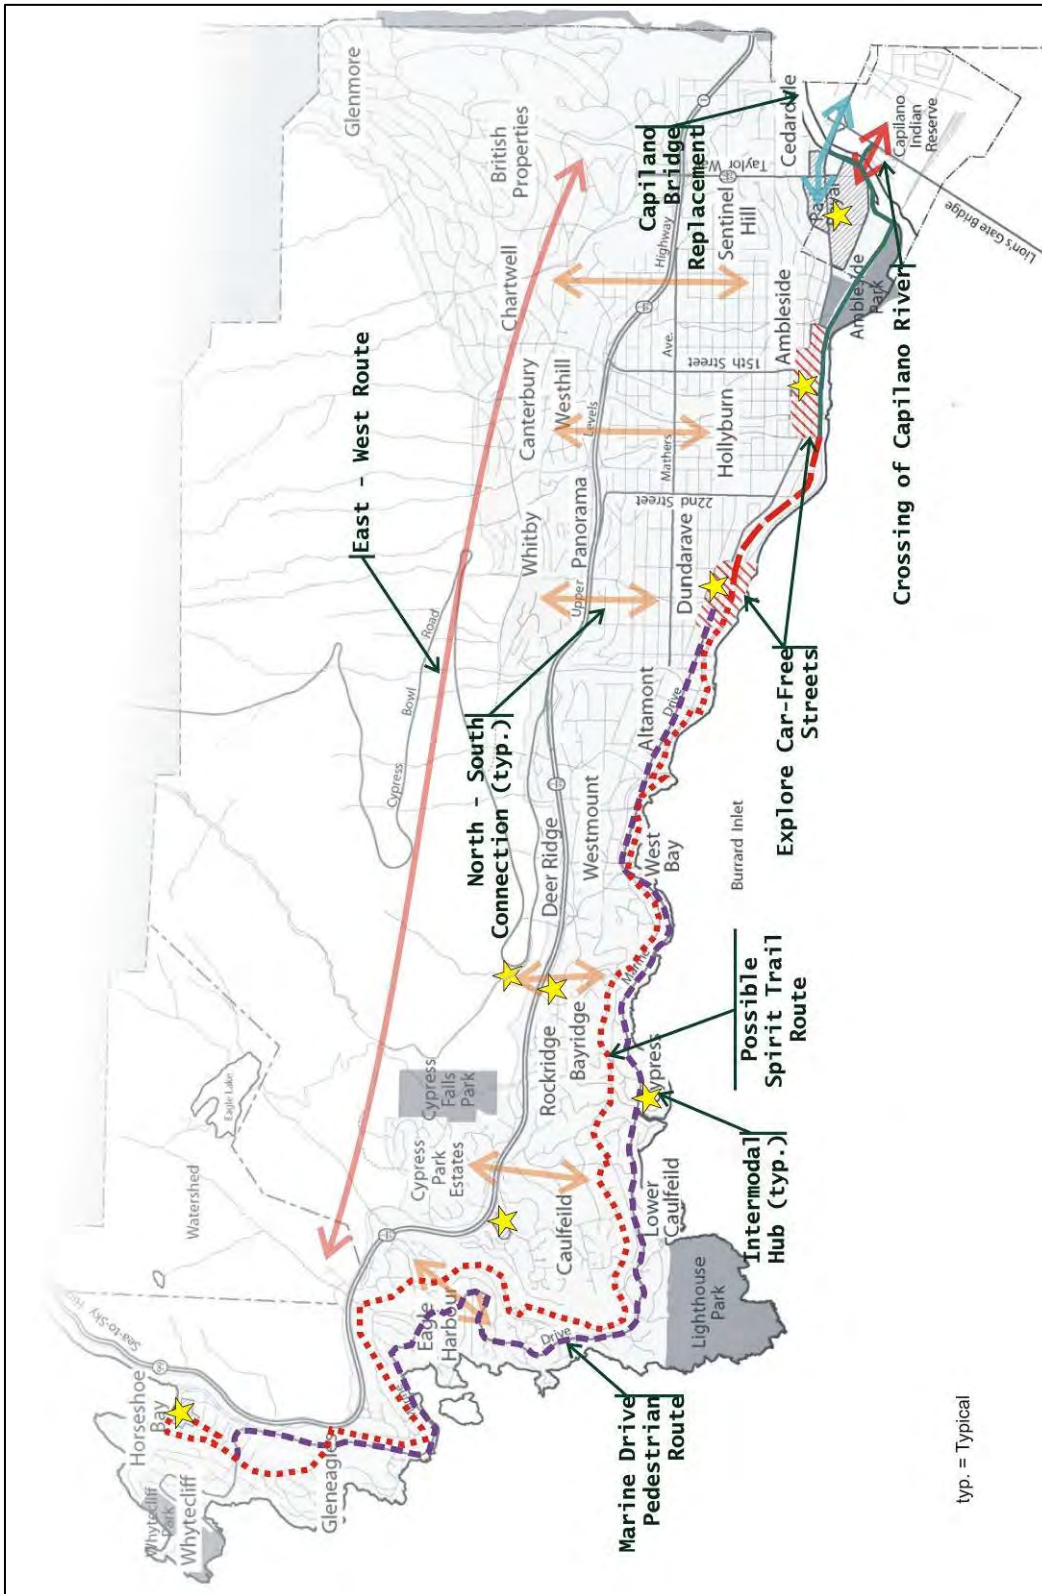 Glenmore
British
Properties
Chartwell
Canterbury
Westhill
Whitby
Panorama
Deer Ridge
Westmount
Rockridge
Bayridge
Cypress
Falls
Park
Cypress
Park
Estates
Caulfeild
Eagle
Harbour
Gleneagles
Horseshoe
Bay
Whytecliff
Park
Whytecliff
Sea-to-Sky
Watershed
Eagle Lake
Cypress
Bowl
Road
Upper
Levels
Highway
Mathers
Ave.
Taylor Way
15th Street
22nd Street
Cedardale
Sentinel
Hill
Ambleside
Hollyburn
Dundarave
Altamont
West
Bay
Cypress
Lower
Caulfeild
Lighthouse
Park
Marine
Drive
Drive
Burrard Inlet
Ambleside
Park
Capilano
Indian
Reserve
Lion's Gate Bridge
East - West Route
North - South
Connection (typ.)
Capilano
Bridge
Replacement
Crossing of Capilano River
Explore Car-Free
Streets
Possible
Spirit Trail
Route
Intermodal
Hub (typ.)
Marine Drive
Pedestrian
Route
typ. = Typical